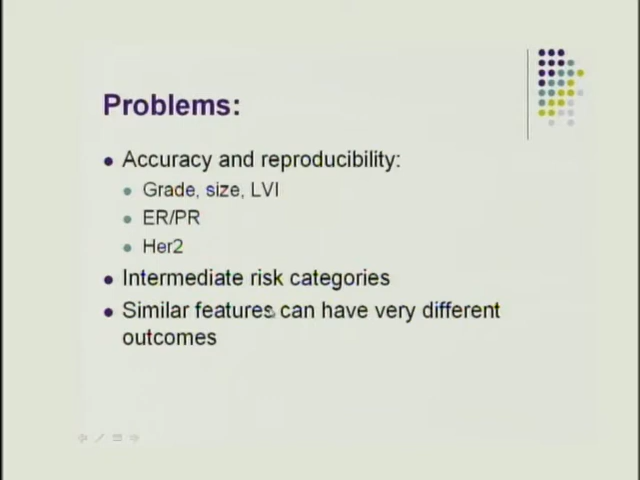 Problems:
Accuracy and reproducibility:
Grade, size, LVI
ER/PR
Her2
Intermediate risk categories
Similar features can have very different
outcomes